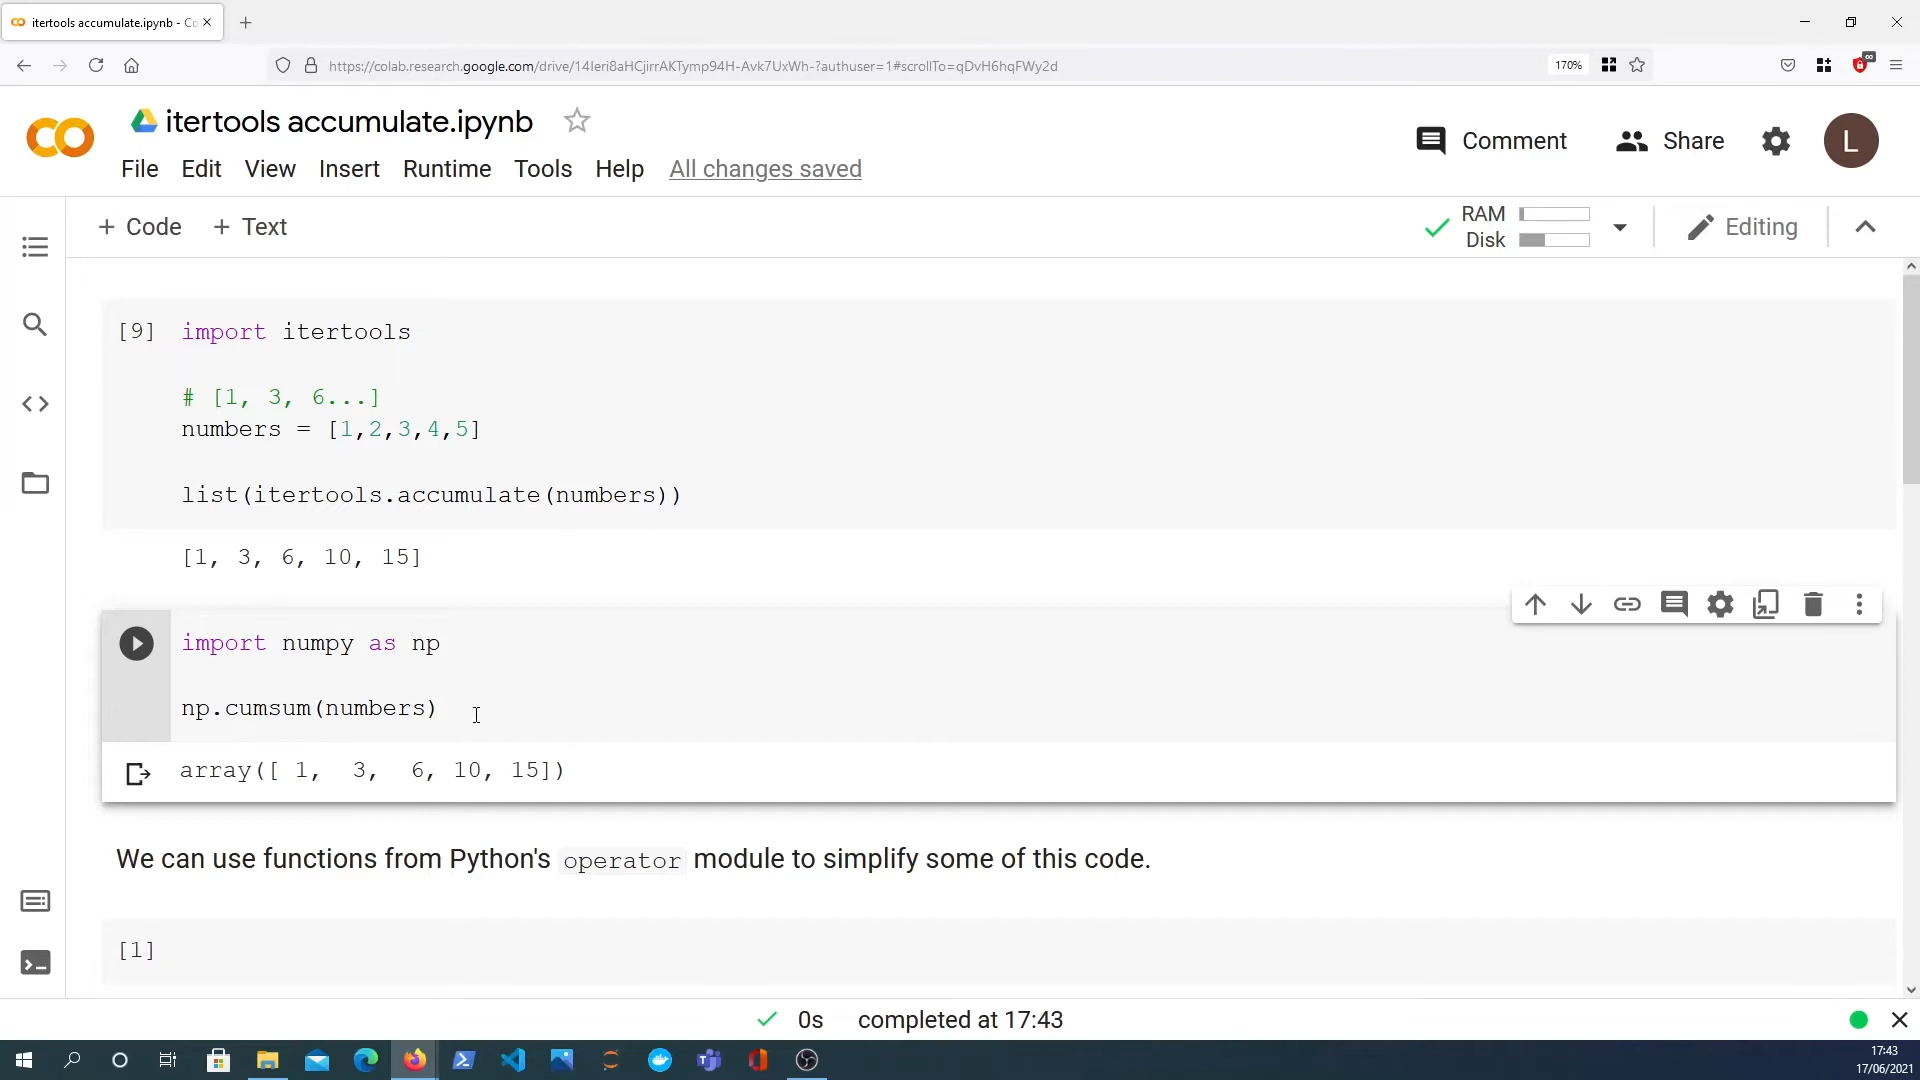 itertools accumulate.ipynb - Co
https://colab.research.google.com/drive/14Ieri8aHCjirrAKTymp94H-Avk7UxWh-?authuser=1#scrollTo=qDvH6hqFWy2d
170%
itertools accumulate.ipynb
File Edit View Insert Runtime Tools Help All changes saved
Comment Share L
+ Code + Text
RAM
Disk
Editing
[9] import itertools
# [1, 3, 6...]
numbers = [1,2,3,4,5]
list(itertools.accumulate(numbers))
[1, 3, 6, 10, 15]
import numpy as np
np.cumsum(numbers)
array([ 1, 3, 6, 10, 15])
We can use functions from Python's operator module to simplify some of this code.
[1]
0s completed at 17:43
17:43
17/06/2021